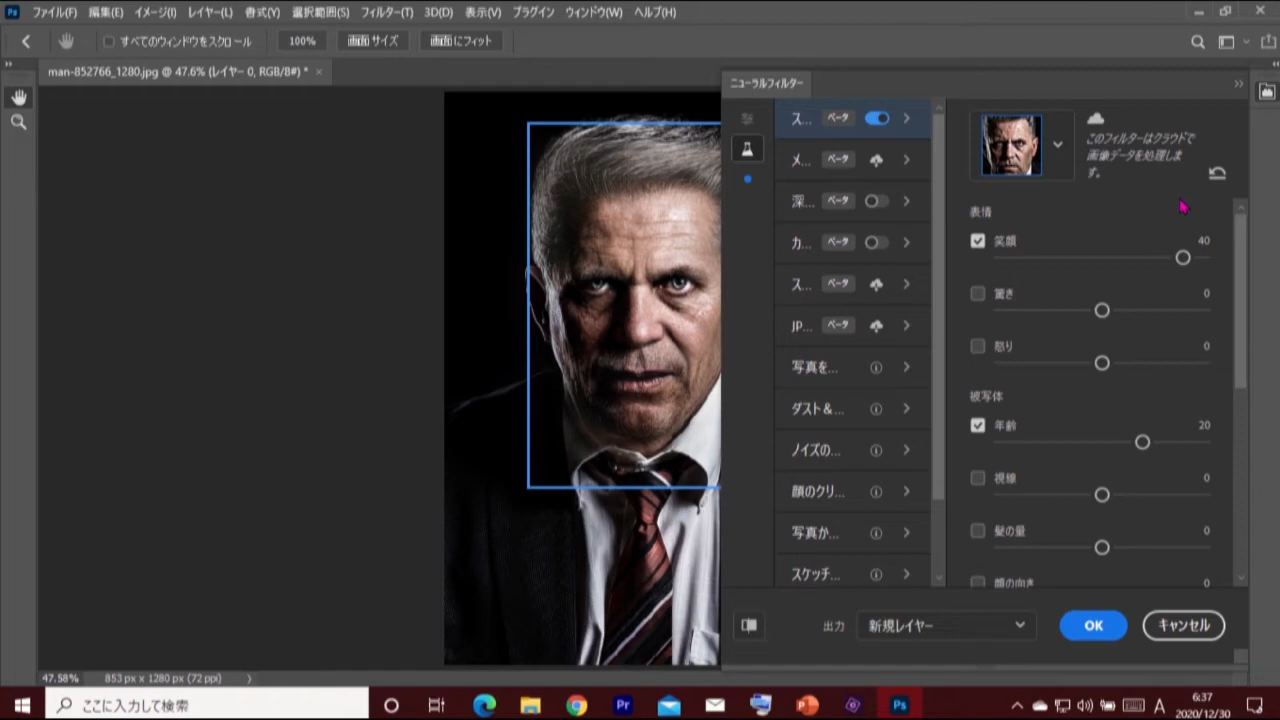 Ps ファイル(F) 編集(E) イメージ(I) レイヤー(L) 書式(Y) 選択範囲(S) フィルター(T) 3D(D) 表示(V) プラグイン ウィンドウ(W) ヘルプ(H)
すべてのウィンドウをスクロール 100% 画面サイズ 画面にフィット
man-852766_1280.jpg @ 47.6% (レイヤー 0, RGB/8#) * ×
ニューラルフィルター
ス... ベータ
メ... ベータ
深... ベータ
カ... ベータ
ス... ベータ
JP... ベータ
写真を...
ダスト＆...
ノイズの...
顔のクリ...
写真か...
スケッチ...
このフィルターはクラウドで
画像データを処理しま
す。
表情
笑顔 40
驚き 0
怒り 0
被写体
年齢 20
視線 0
髪の量 0
顔の向き 0
出力 新規レイヤー OK キャンセル
47.58% 853 px x 1280 px (72 ppi)
ここに入力して検索
Pr
Ps
A
6:37
2020/12/30